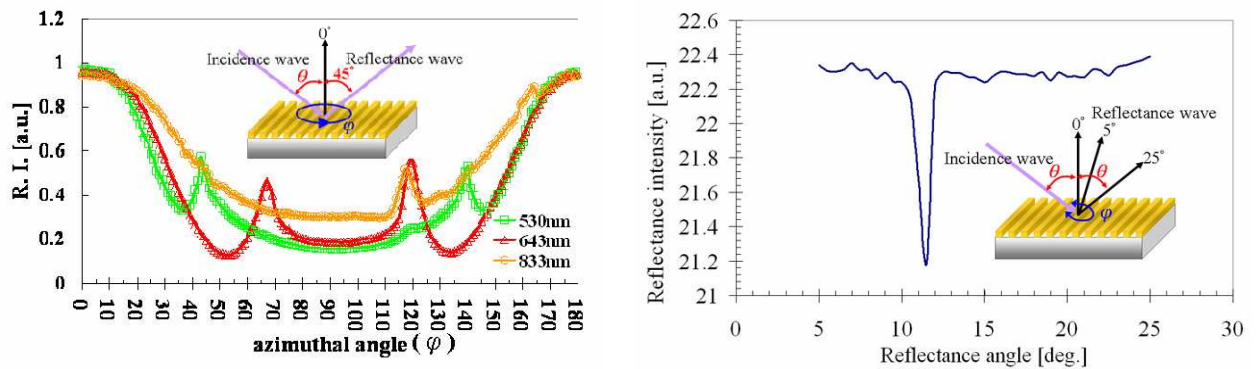 1.2
1
0.8
0.6
0.4
0.2
0
R. I. [a.u.]
0°
Incidence wave
Reflectance wave
θ
45°
φ
530nm
643nm
833nm
0
10
20
30
40
50
60
70
80
90
100
110
120
130
140
150
160
170
180
azimuthal angle (φ)
22.6
22.4
22.2
22
21.8
21.6
21.4
21.2
21
Reflectance intensity [a.u.]
Reflectance wave
0°
5°
25°
Incidence wave
θ
θ
φ
0
5
10
15
20
25
30
Reflectance angle [deg.]